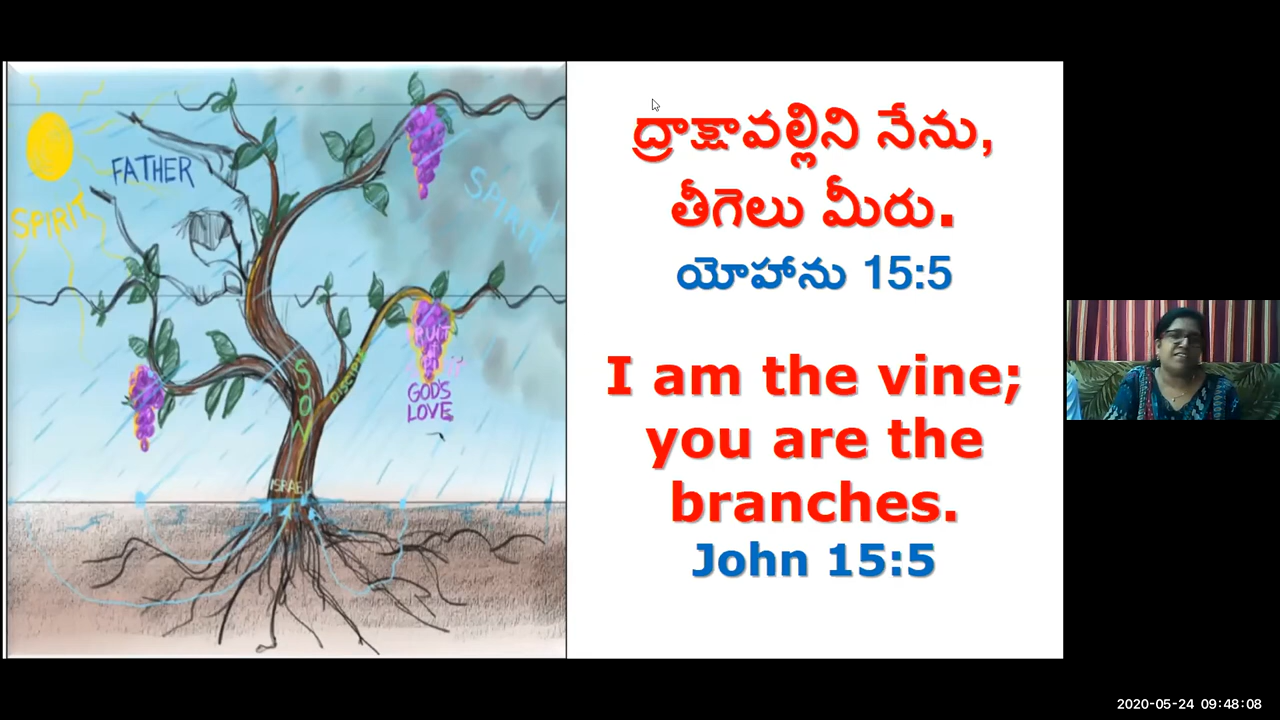 FATHER
SPIRIT
SPIRIT
SON
DISCIPLE
GOD'S
LOVE
ద్రాక్షావల్లిని నేను,
తీగెలు మీరు.
యోహాను 15:5
I am the vine;
you are the
branches.
John 15:5
2020-05-24 09:48:08